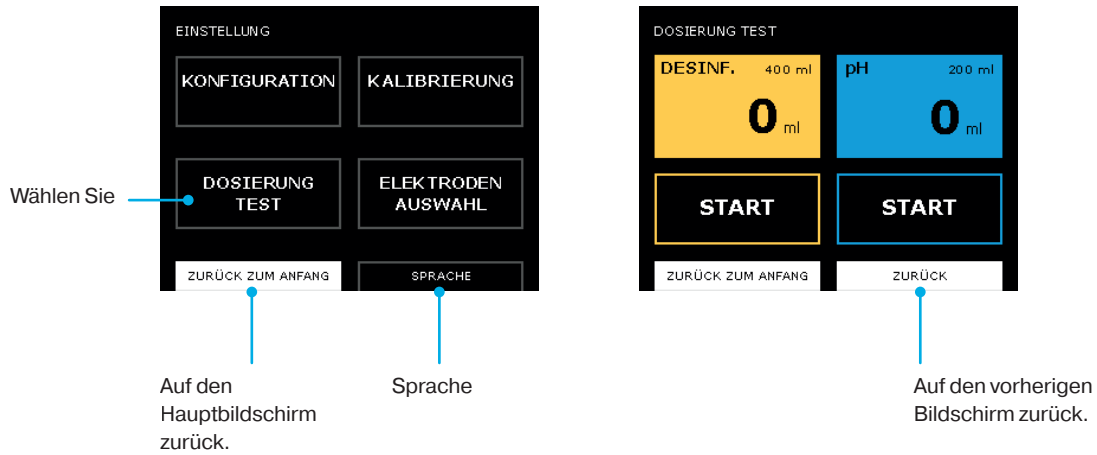 EINSTELLUNG
KONFIGURATION
KALIBRIERUNG
Wählen Sie
DOSIERUNG
TEST
ELEKTRODEN
AUSWAHL
ZURÜCK ZUM ANFANG
SPRACHE
Auf den
Hauptbildschirm
zurück.
Sprache
DOSIERUNG TEST
DESINF. 400 ml
0 ml
pH 200 ml
0 ml
START
START
ZURÜCK ZUM ANFANG
ZURÜCK
Auf den vorherigen
Bildschirm zurück.